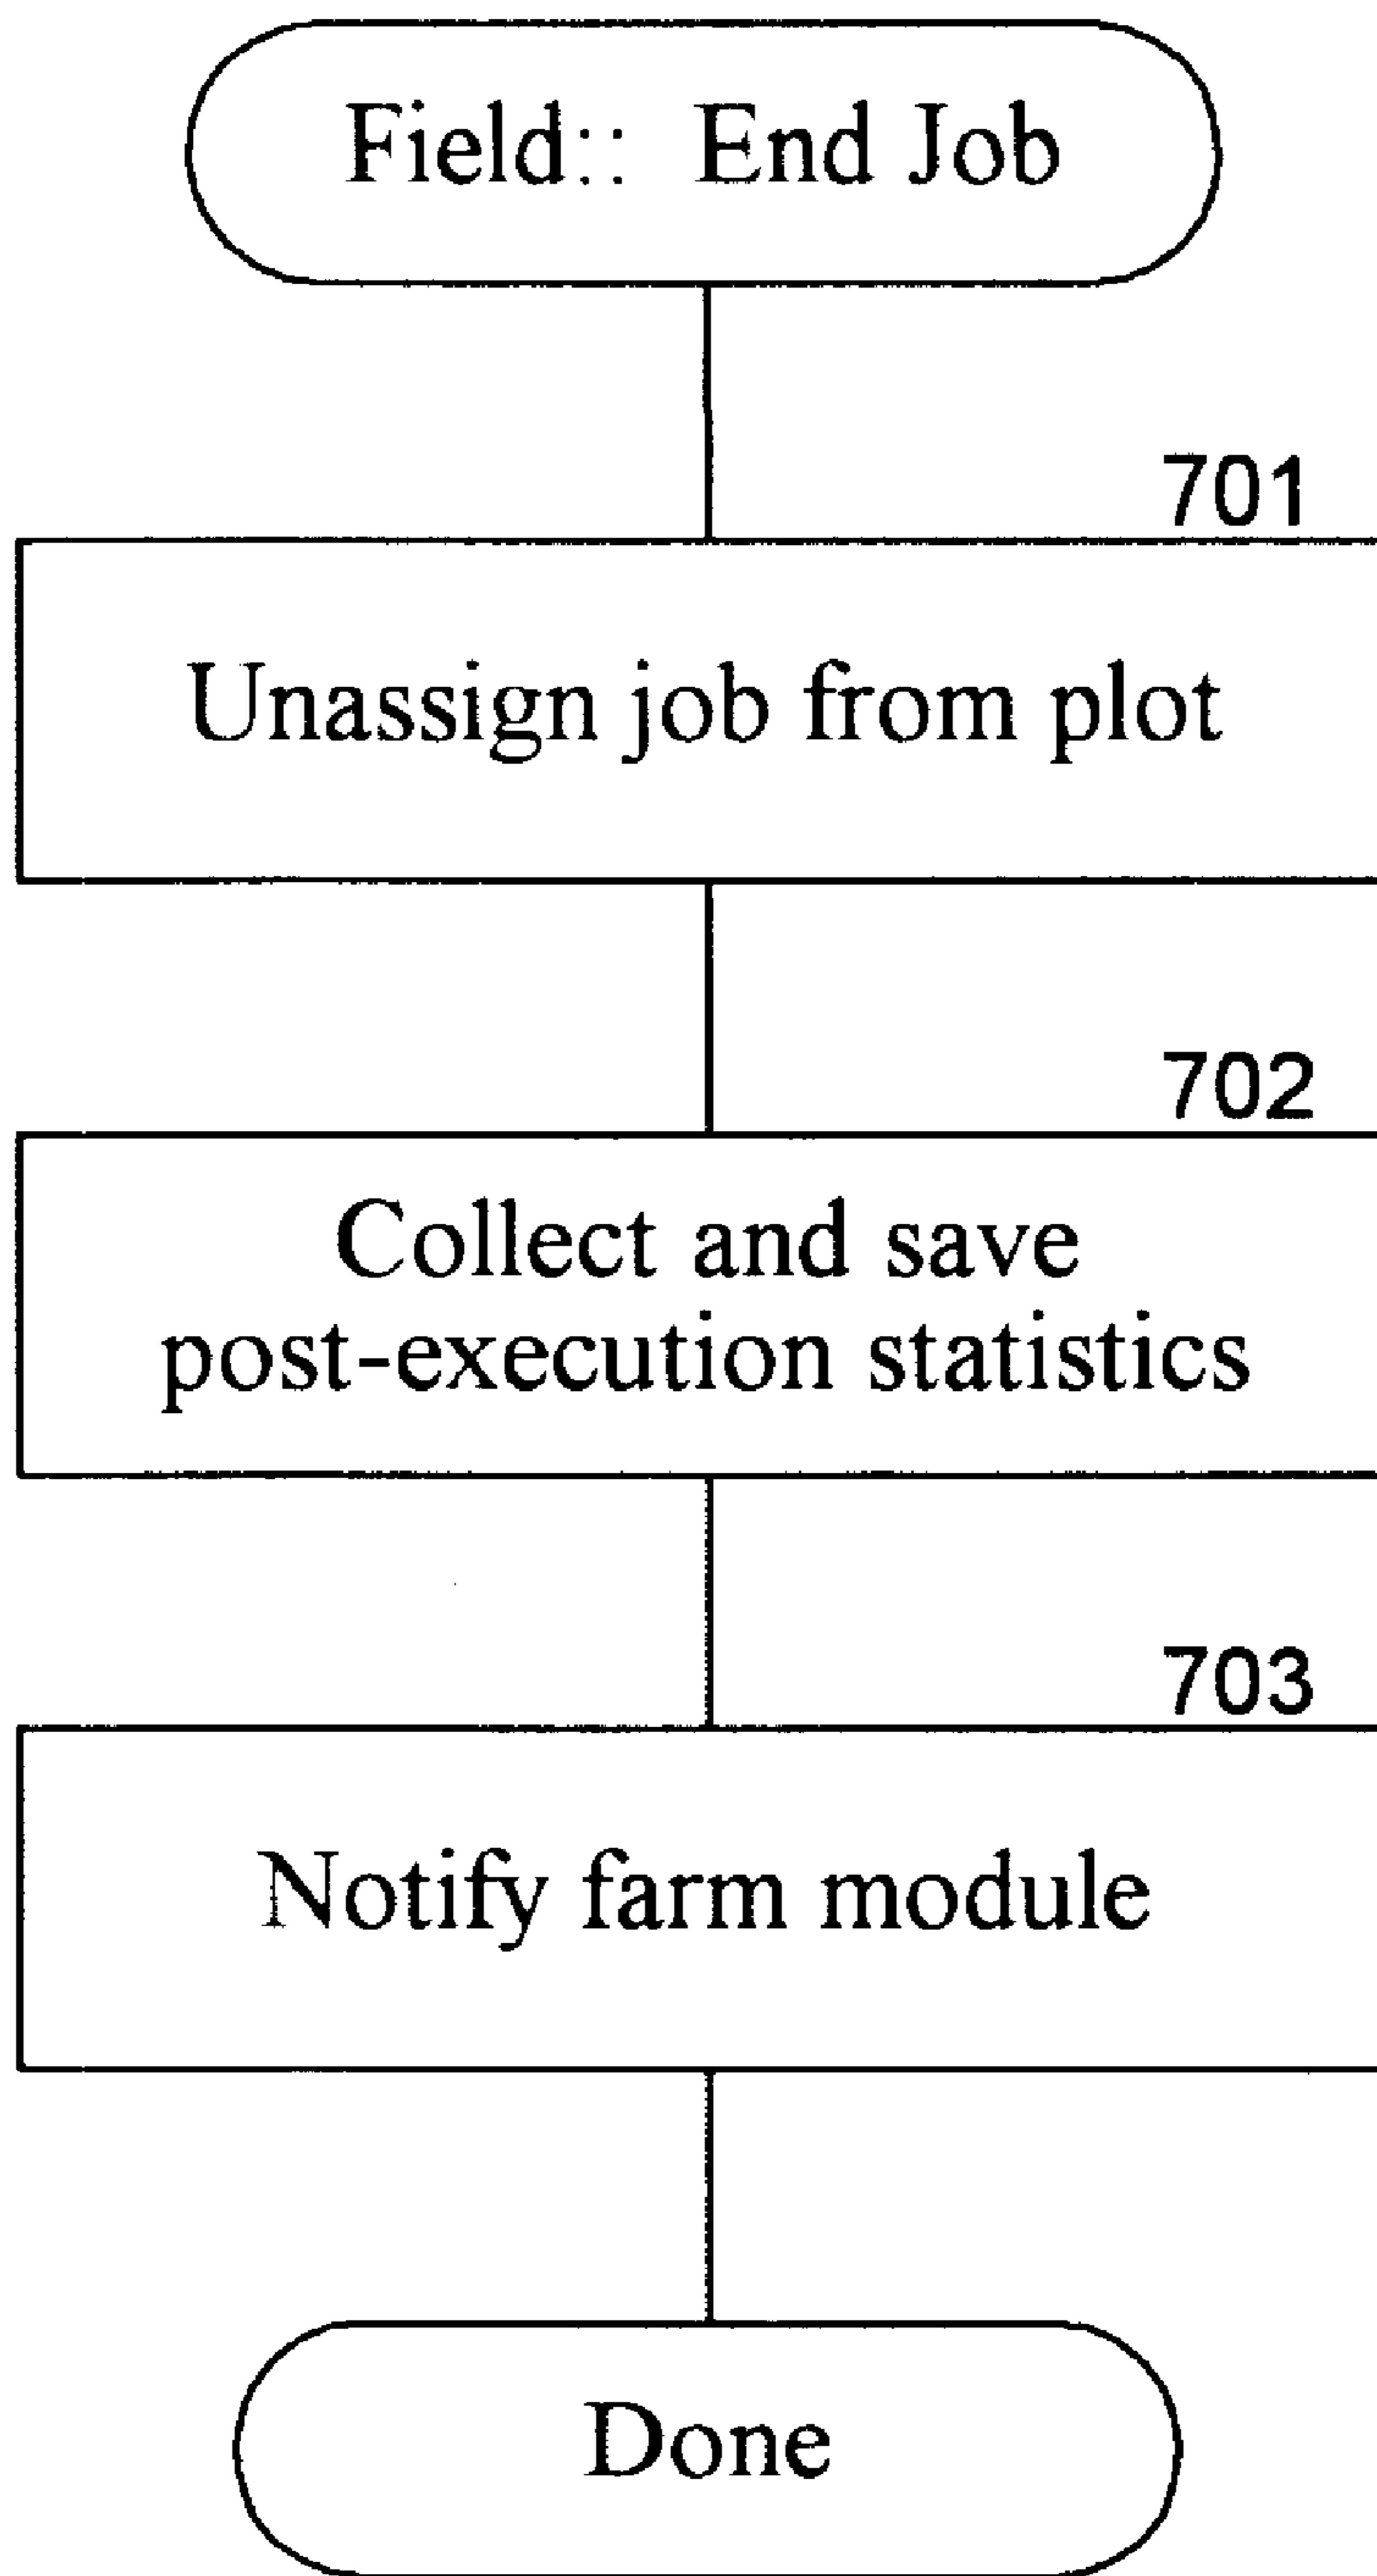 Field:: End Job
701
Unassign job from plot
702
Collect and save
post-execution statistics
703
Notify farm module
Done